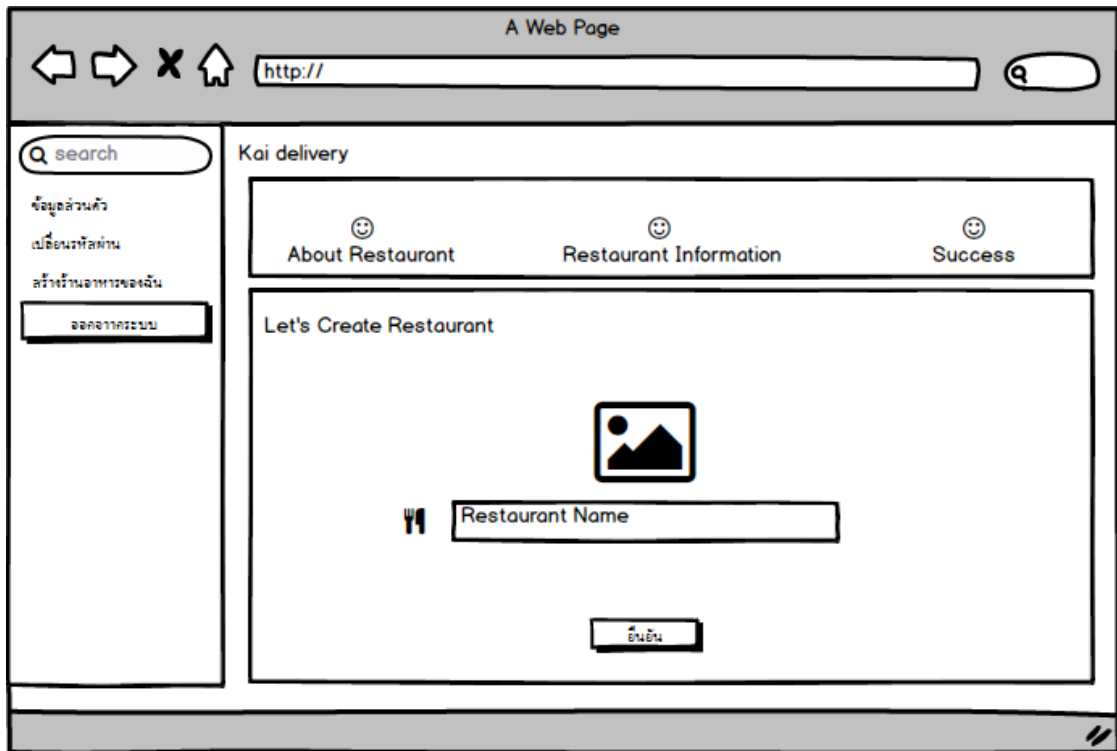 A Web Page
http://
search
ข้อมูลส่วนตัว
เปลี่ยนรหัสผ่าน
สร้างร้านอาหารของฉัน
ออกจากระบบ
Kai delivery
About Restaurant
Restaurant Information
Success
Let's Create Restaurant
Restaurant Name
ยืนยัน